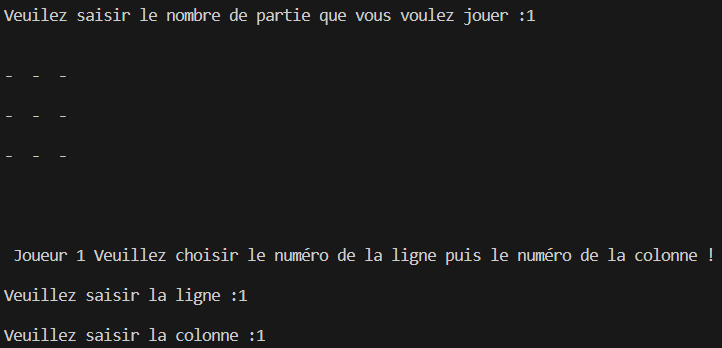 Veuilez saisir le nombre de partie que vous voulez jouer :1
- - -
- - -
- - -
Joueur 1 Veuillez choisir le numéro de la ligne puis le numéro de la colonne !
Veuillez saisir la ligne :1
Veuillez saisir la colonne :1